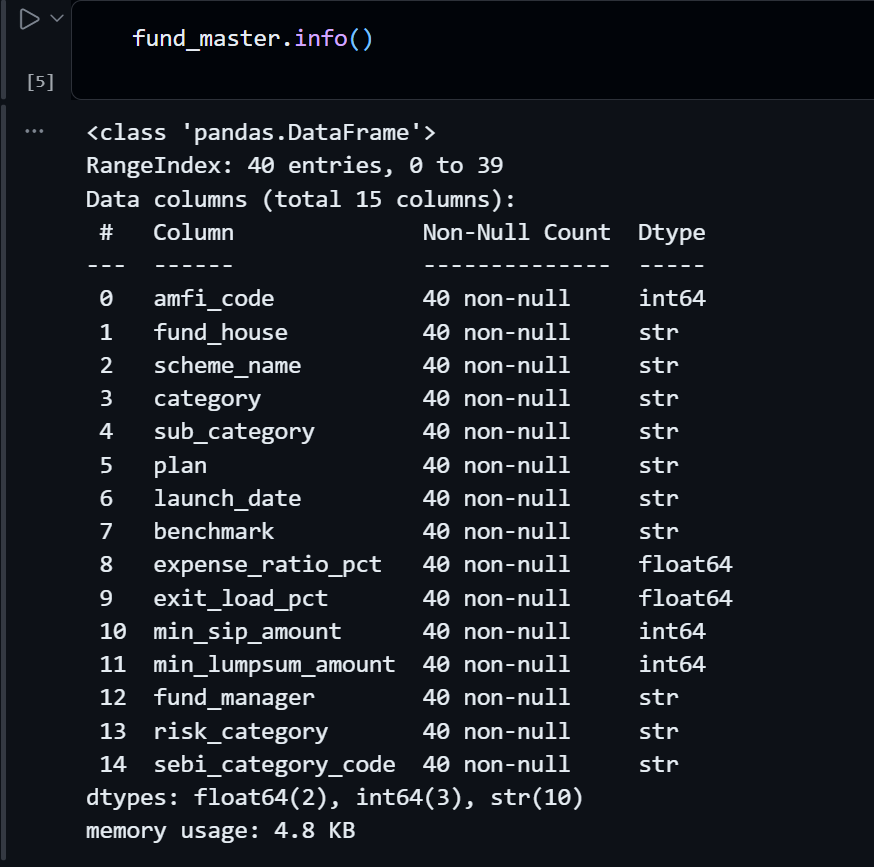 fund_master.info()
[5]
...
<class 'pandas.DataFrame'>
RangeIndex: 40 entries, 0 to 39
Data columns (total 15 columns):
 #   Column              Non-Null Count  Dtype
---  ------              --------------  -----
 0   amfi_code           40 non-null     int64
 1   fund_house          40 non-null     str
 2   scheme_name         40 non-null     str
 3   category            40 non-null     str
 4   sub_category        40 non-null     str
 5   plan                40 non-null     str
 6   launch_date         40 non-null     str
 7   benchmark           40 non-null     str
 8   expense_ratio_pct   40 non-null     float64
 9   exit_load_pct       40 non-null     float64
 10  min_sip_amount      40 non-null     int64
 11  min_lumpsum_amount  40 non-null     int64
 12  fund_manager        40 non-null     str
 13  risk_category       40 non-null     str
 14  sebi_category_code  40 non-null     str
dtypes: float64(2), int64(3), str(10)
memory usage: 4.8 KB